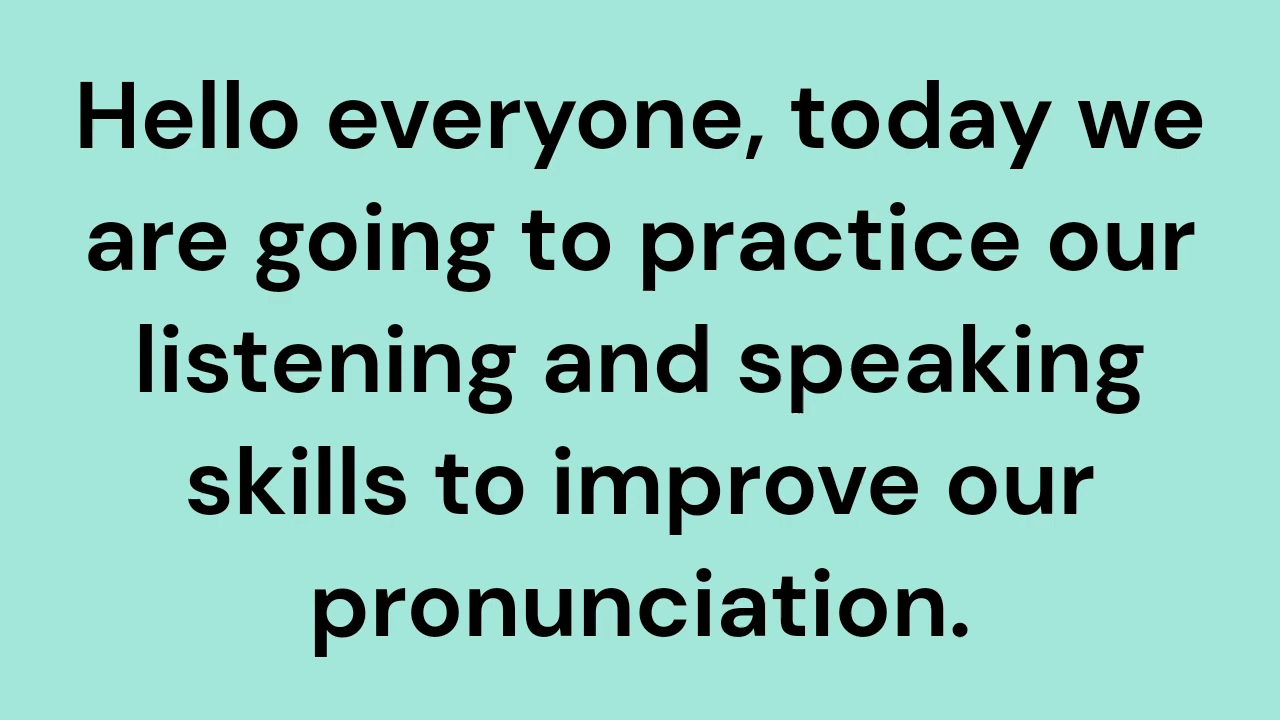 Hello everyone, today we
are going to practice our
listening and speaking
skills to improve our
pronunciation.